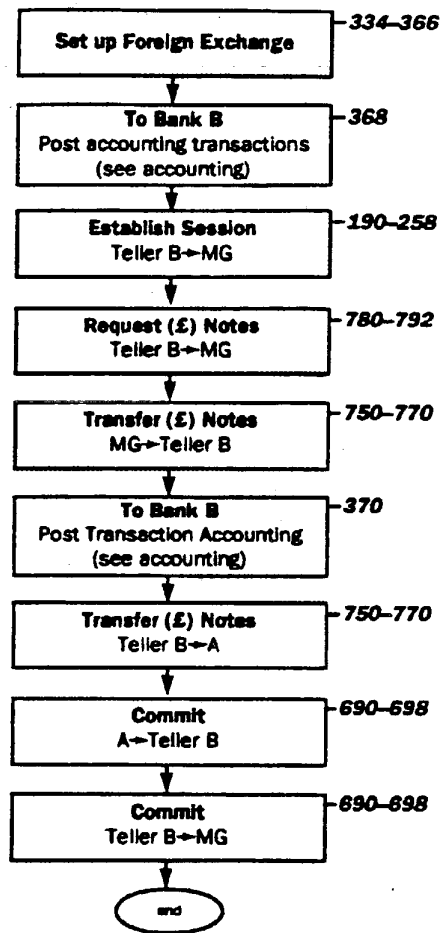 Set up Foreign Exchange
334–366
To Bank B
368
Post accounting transactions
(see accounting)
Establish Session
190–258
Teller B→MG
Request (£) Notes
780–792
Teller B→MG
Transfer (£) Notes
750–770
MG→Teller B
To Bank B
370
Post Transaction Accounting
(see accounting)
Transfer (£) Notes
750–770
Teller B→A
Commit
690–698
A→Teller B
Commit
690–698
Teller B→MG
end